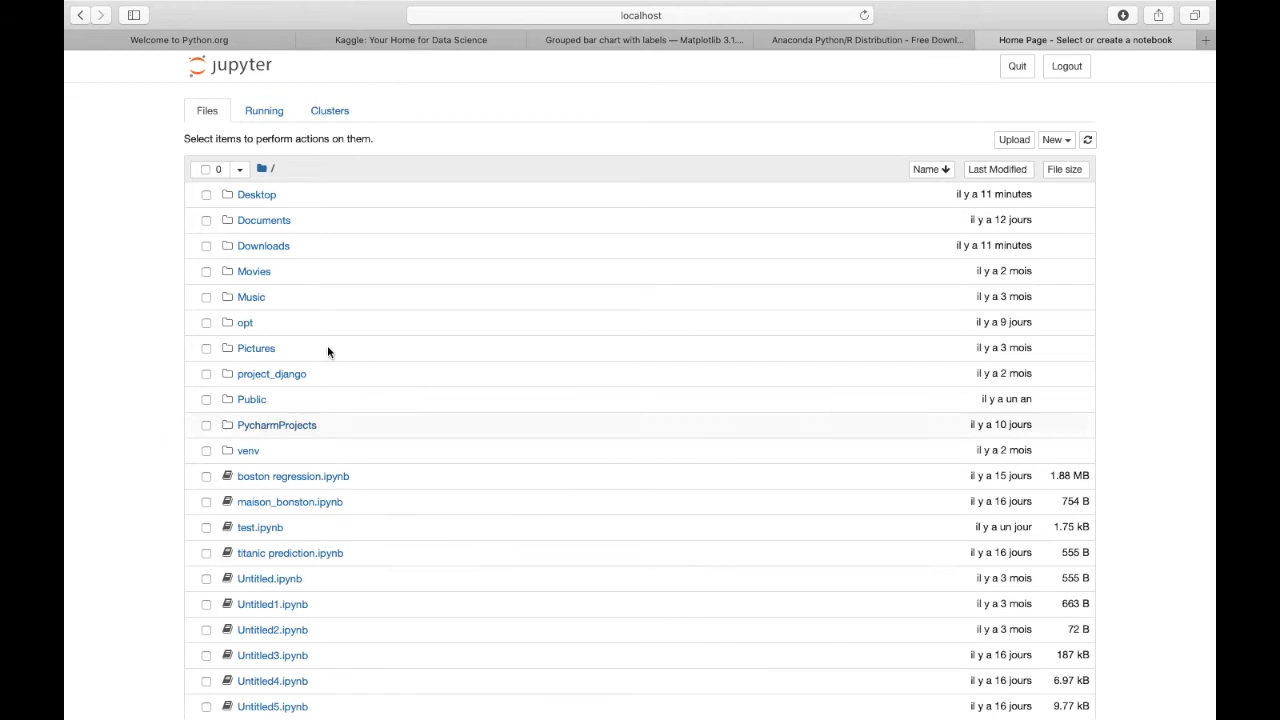 localhost
Welcome to Python.org
Kaggle: Your Home for Data Science
Grouped bar chart with labels — Matplotlib 3.1....
Anaconda Python/R Distribution - Free Downl...
Home Page - Select or create a notebook
jupyter
Quit
Logout
Files
Running
Clusters
Select items to perform actions on them.
Upload
New
0
/
Name
Last Modified
File size
Desktop il y a 11 minutes
Documents il y a 12 jours
Downloads il y a 11 minutes
Movies il y a 2 mois
Music il y a 3 mois
opt il y a 9 jours
Pictures il y a 3 mois
project_django il y a 2 mois
Public il y a un an
PycharmProjects il y a 10 jours
venv il y a 2 mois
boston regression.ipynb il y a 15 jours 1.88 MB
maison_bonston.ipynb il y a 16 jours 754 B
test.ipynb il y a un jour 1.75 kB
titanic prediction.ipynb il y a 16 jours 555 B
Untitled.ipynb il y a 3 mois 555 B
Untitled1.ipynb il y a 3 mois 663 B
Untitled2.ipynb il y a 3 mois 72 B
Untitled3.ipynb il y a 16 jours 187 kB
Untitled4.ipynb il y a 16 jours 6.97 kB
Untitled5.ipynb il y a 16 jours 9.77 kB